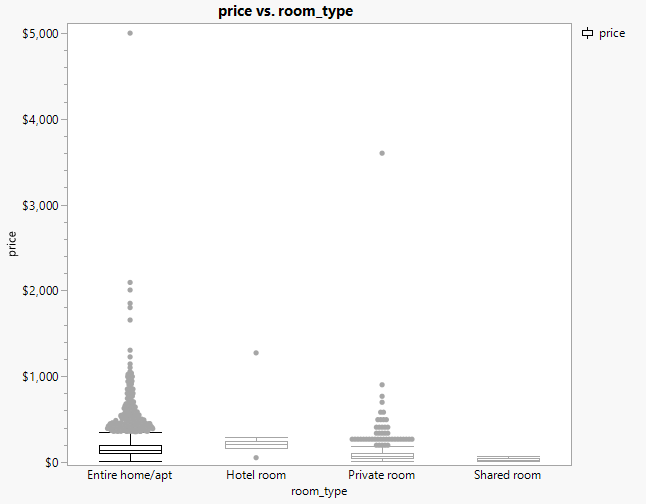 price vs. room_type
$5,000
$4,000
$3,000
$2,000
$1,000
$0
price
Entire home/apt
Hotel room
Private room
Shared room
room_type
price